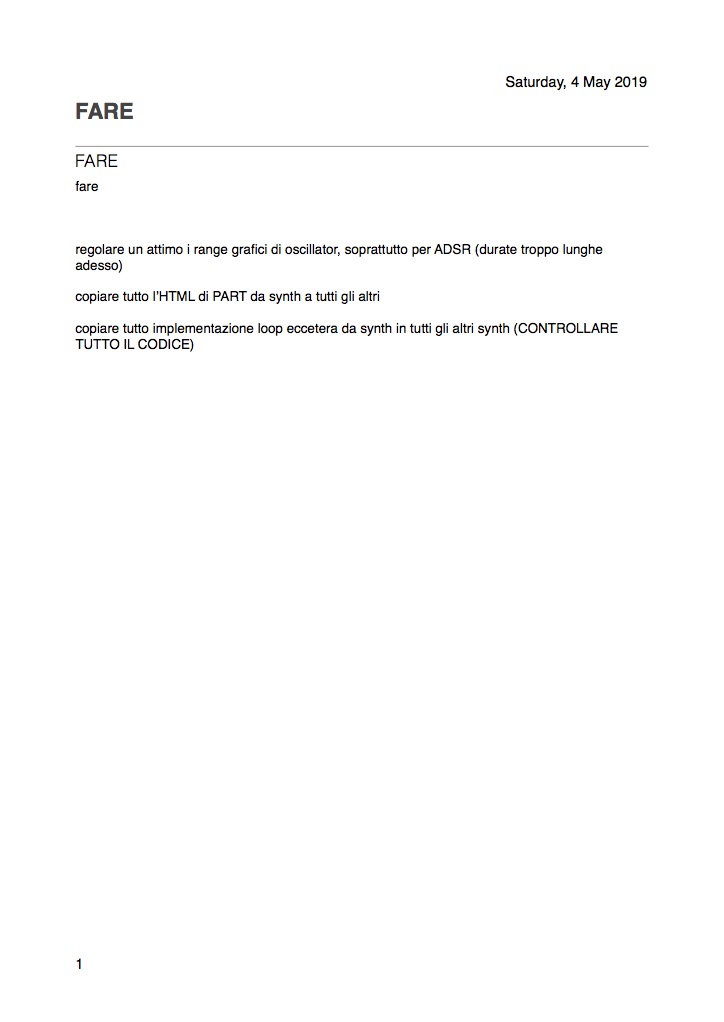 Saturday, 4 May 2019
FARE
FARE
fare
regolare un attimo i range grafici di oscillator, soprattutto per ADSR (durate troppo lunghe
adesso)
copiare tutto l'HTML di PART da synth a tutti gli altri
copiare tutto implementazione loop eccetera da synth in tutti gli altri synth (CONTROLLARE
TUTTO IL CODICE)
1